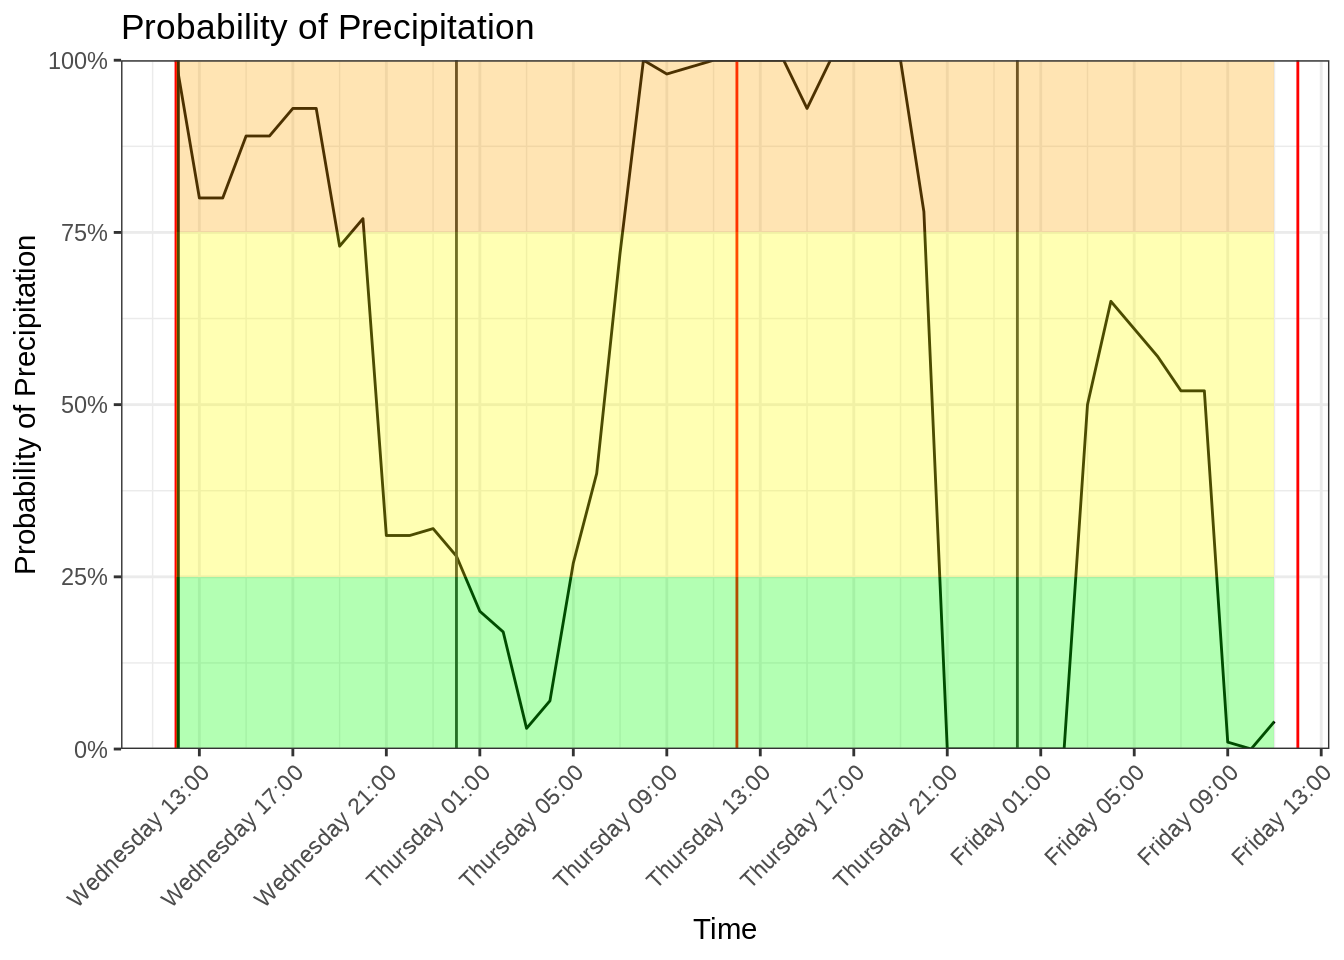 Probability of Precipitation
100%
75%
50%
25%
0%
Probability of Precipitation
Wednesday 13:00
Wednesday 17:00
Wednesday 21:00
Thursday 01:00
Thursday 05:00
Thursday 09:00
Thursday 13:00
Thursday 17:00
Thursday 21:00
Friday 01:00
Friday 05:00
Friday 09:00
Friday 13:00
Time